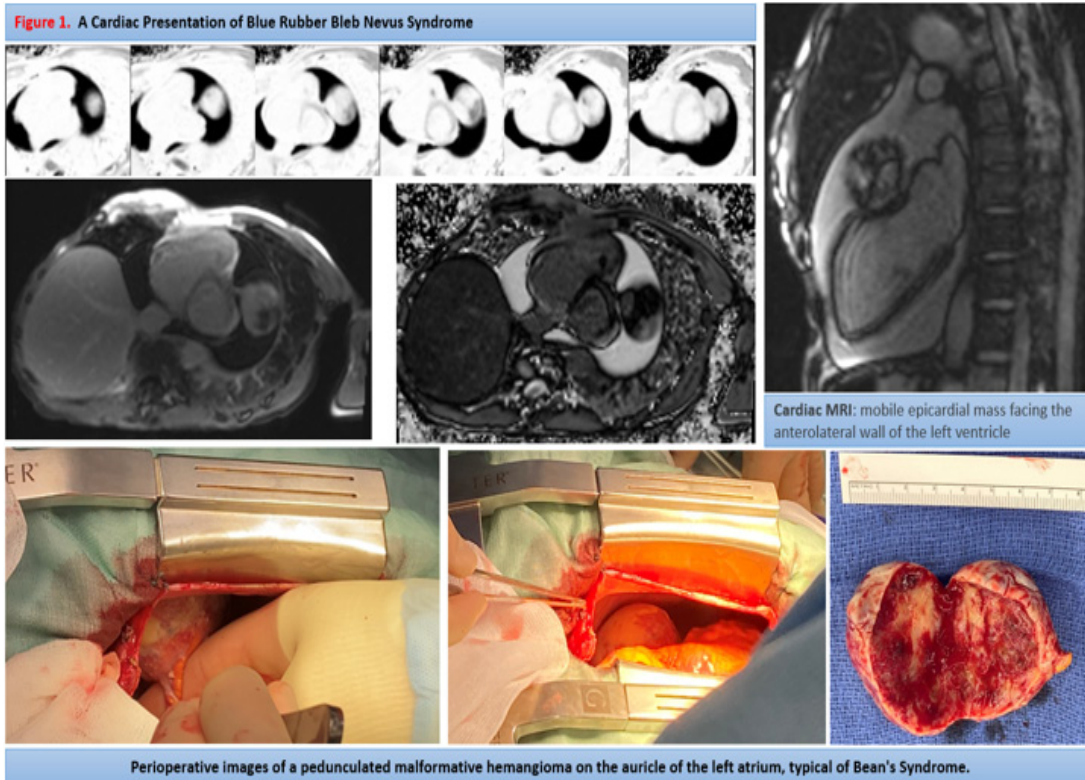 Figure 1. A Cardiac Presentation of Blue Rubber Bleb Nevus Syndrome
Cardiac MRI: mobile epicardial mass facing the
anterolateral wall of the left ventricle
TER
TER
Perioperative images of a pedunculated malformative hemangioma on the auricle of the left atrium, typical of Bean's Syndrome.